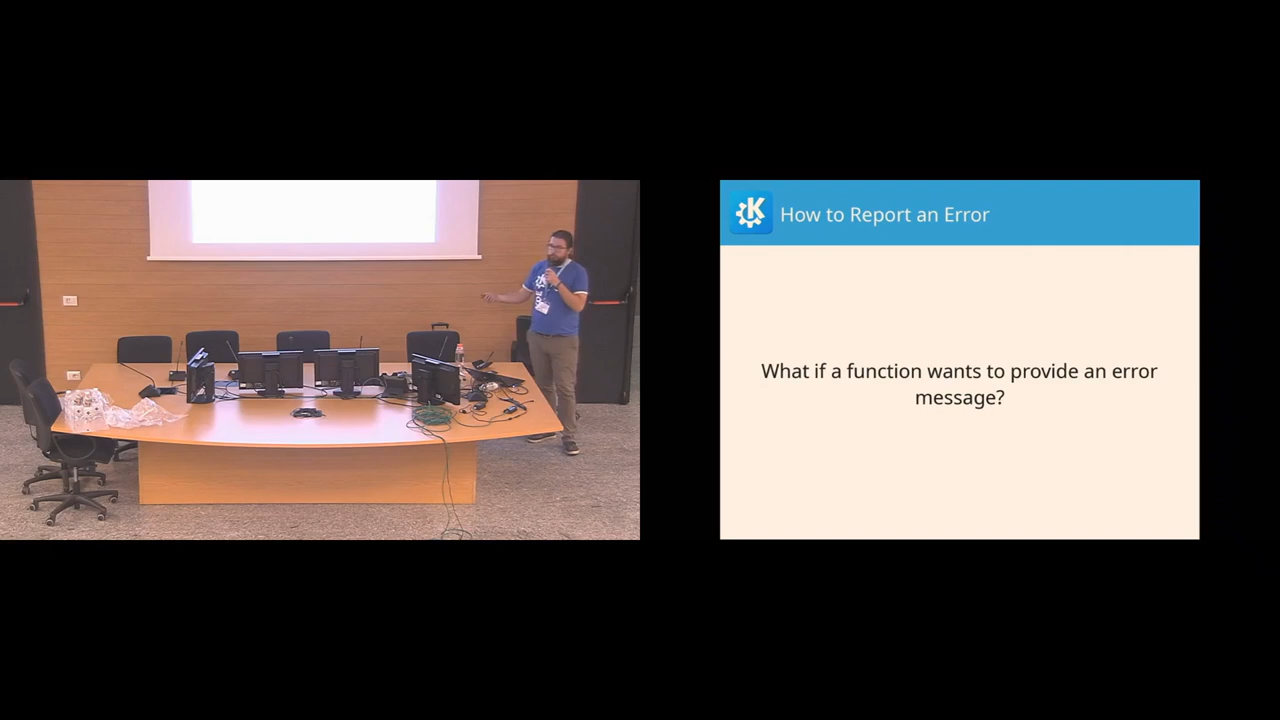 How to Report an Error
What if a function wants to provide an error
message?